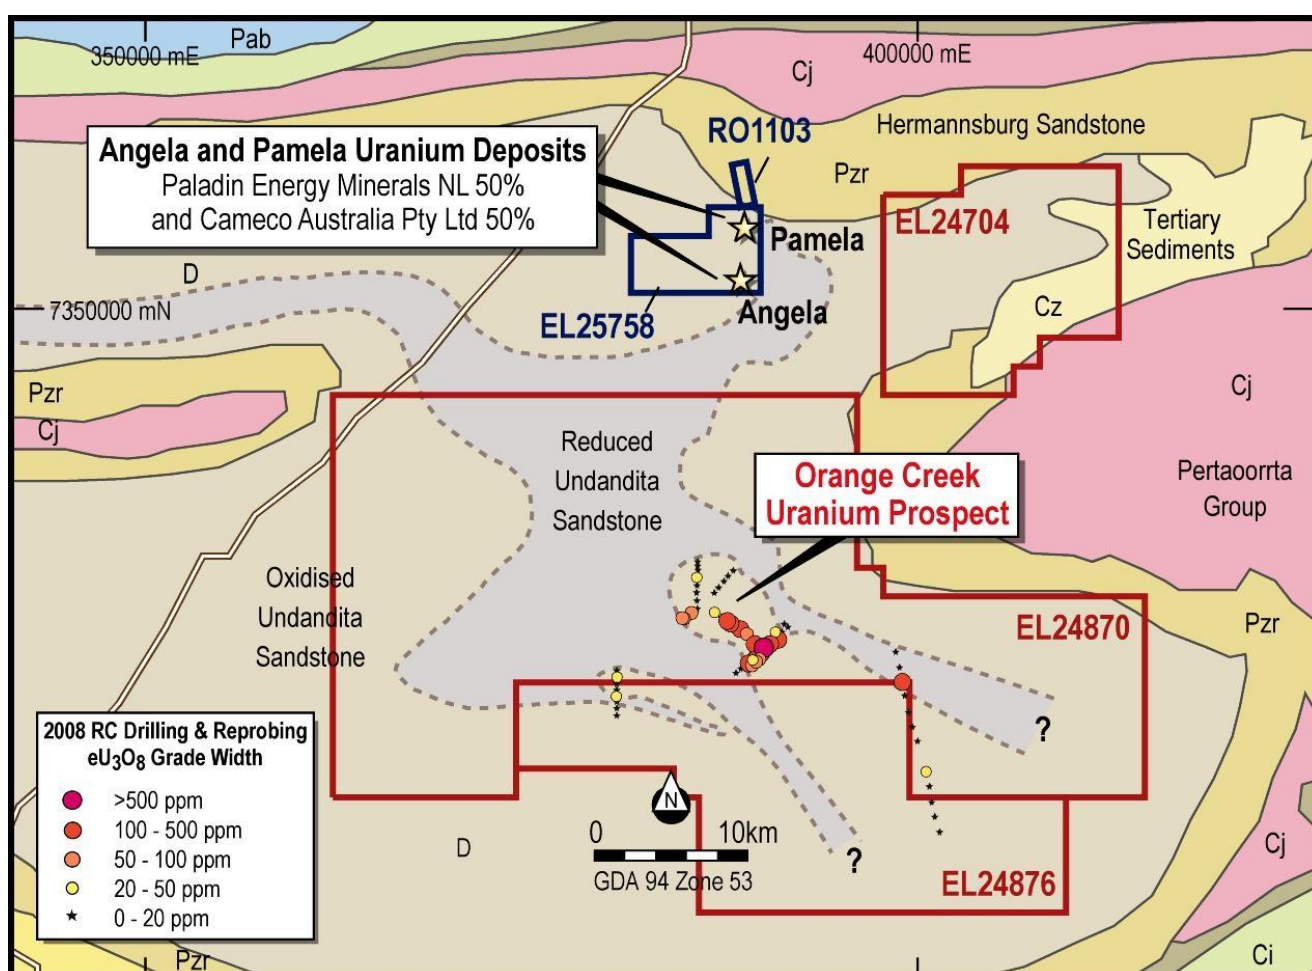 Pab
350000 mE
400000 mE
Cj
RO1103
Hermannsburg Sandstone
Angela and Pamela Uranium Deposits
Paladin Energy Minerals NL 50%
and Cameco Australia Pty Ltd 50%
Pzr
EL24704
Tertiary
Sediments
Pamela
D
7350000 mN
Angela
Cz
EL25758
Pzr
Cj
Cj
Reduced
Undandita
Sandstone
Orange Creek
Uranium Prospect
Pertaoorrta
Group
Oxidised
Undandita
Sandstone
EL24870
Pzr
2008 RC Drilling & Reprobing
eU3O8 Grade Width
>500 ppm
100 - 500 ppm
50 - 100 ppm
20 - 50 ppm
0 - 20 ppm
?
N
0 10km
GDA 94 Zone 53
D
?
EL24876
Cj
Pzr
Ci